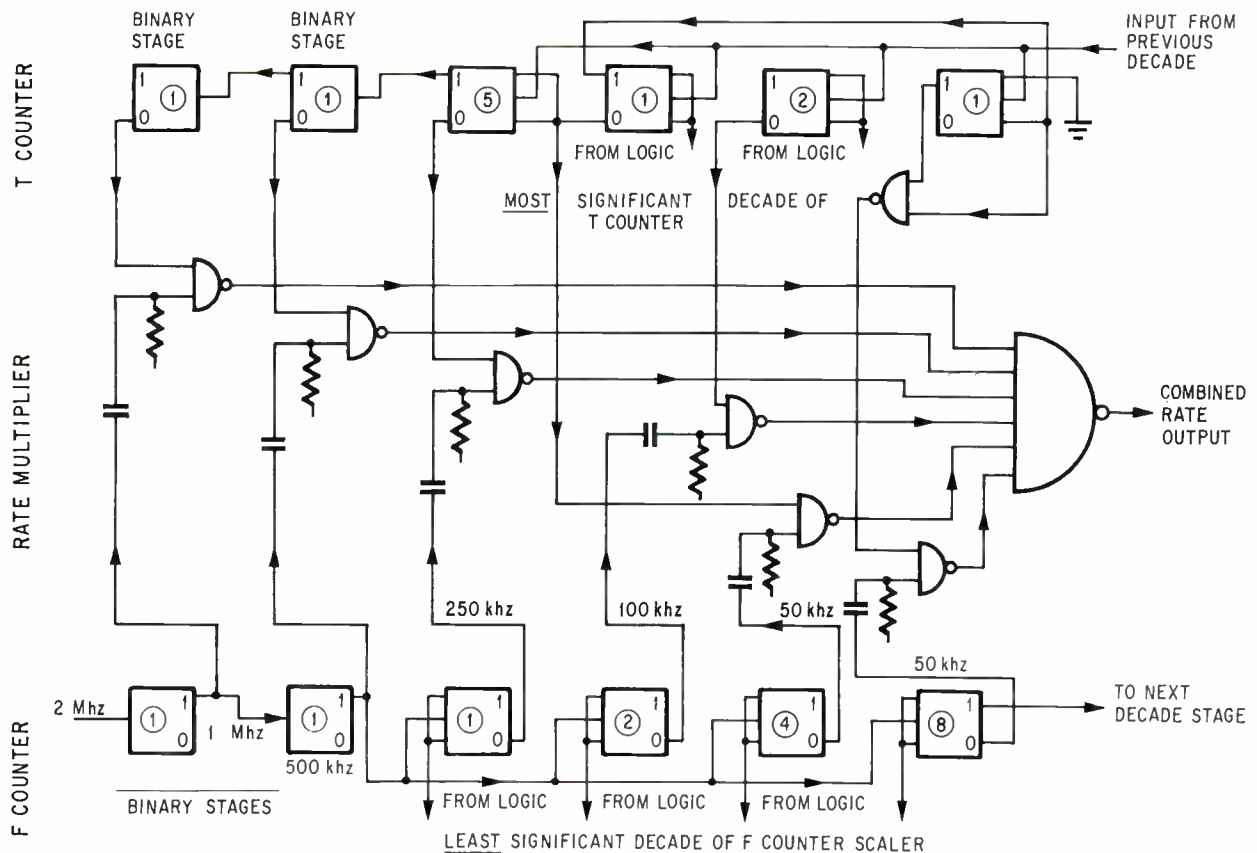 BINARY
STAGE
BINARY
STAGE
INPUT FROM
PREVIOUS
DECADE
T COUNTER
1
0
1
1
0
1
1
0
5
1
0
1
1
0
2
1
0
1
FROM LOGIC
FROM LOGIC
MOST SIGNIFICANT DECADE OF
T COUNTER
RATE MULTIPLIER
COMBINED
RATE
OUTPUT
250 khz
100 khz
50 khz
50 khz
F COUNTER
2 Mhz
1
1
0
1 Mhz
1
1
0
500 khz
1
1
0
2
1
0
4
1
0
8
1
0
TO NEXT
DECADE STAGE
BINARY STAGES
FROM LOGIC
FROM LOGIC
FROM LOGIC
LEAST SIGNIFICANT DECADE OF F COUNTER SCALER